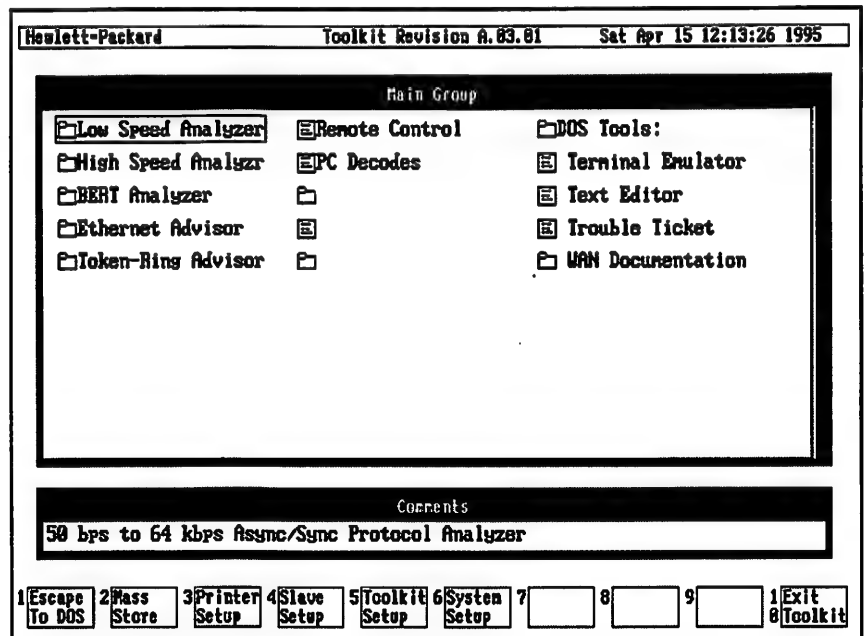 Hewlett-Packard Toolkit Revision A.03.01 Sat Apr 15 12:13:26 1995
Main Group
Low Speed Analyzer Remote Control DOS Tools:
High Speed Analyzr PC Decodes Terminal Emulator
BERT Analyzer Text Editor
Ethernet Advisor Trouble Ticket
Token-Ring Advisor WAN Documentation
Comments
50 bps to 64 kbps Async/Sync Protocol Analyzer
1 Escape 2 Mass 3 Printer 4 Slave 5 Toolkit 6 System 7 8 9 1 Exit
To DOS Store Setup Setup Setup Setup 0 Toolkit